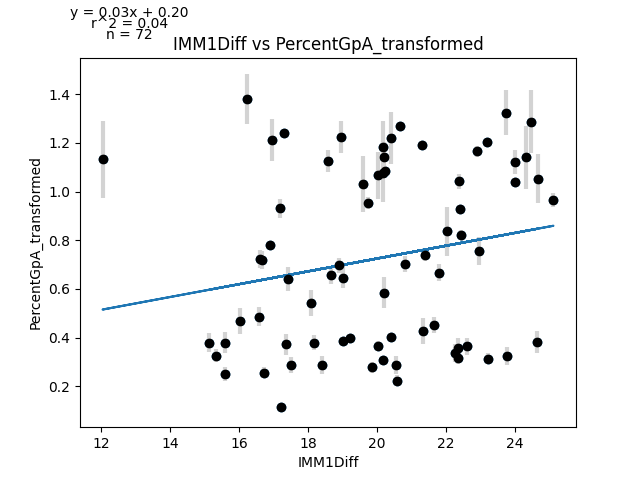 y = 0.03x + 0.20
r^2 = 0.04
n = 72
IMM1Diff vs PercentGpA_transformed
PercentGpA_transformed
1.4
1.2
1.0
0.8
0.6
0.4
0.2
12 14 16 18 20 22 24
IMM1Diff